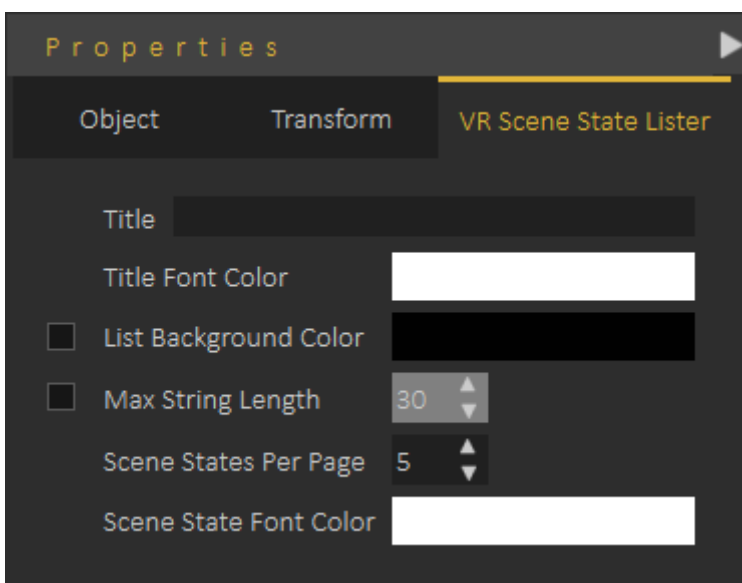 Properties
Object Transform VR Scene State Lister
Title
Title Font Color
List Background Color
Max String Length 30
Scene States Per Page 5
Scene State Font Color